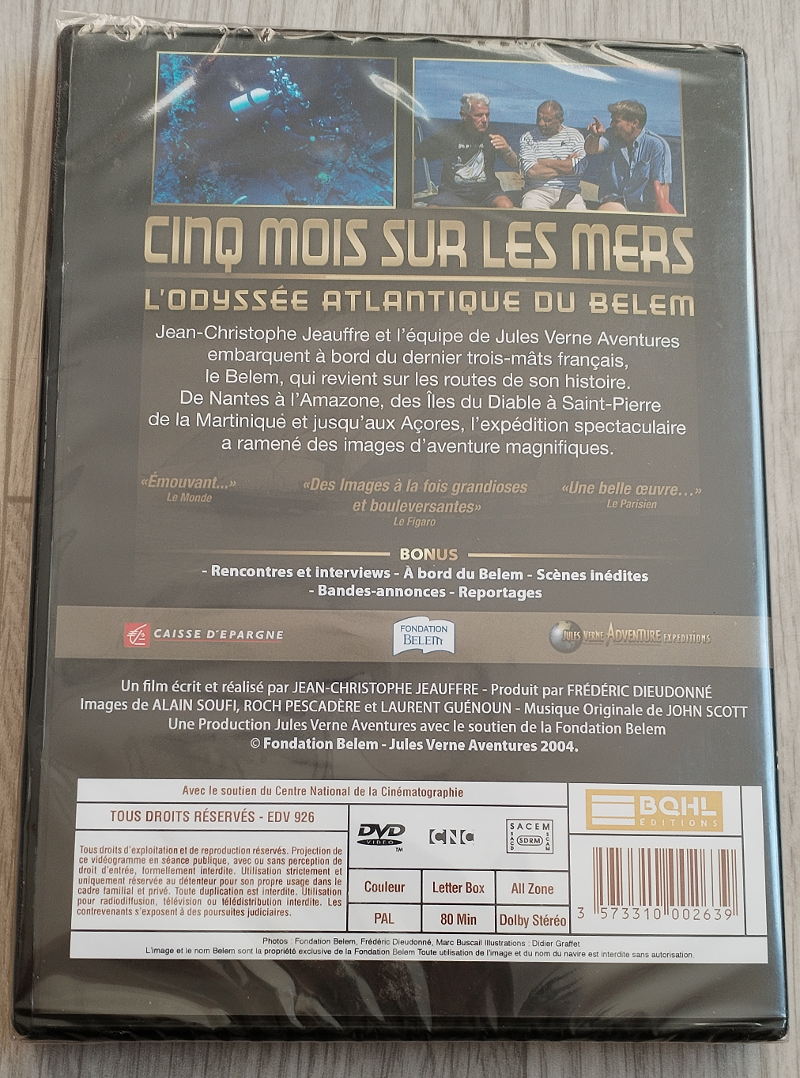 CINQ MOIS SUR LES MERS
L'ODYSSÉE ATLANTIQUE DU BELEM
Jean-Christophe Jeauffre et l'équipe de Jules Verne Aventures
embarquent à bord du dernier trois-mâts français,
le Belem, qui revient sur les routes de son histoire.
De Nantes à l'Amazone, des Îles du Diable à Saint-Pierre
de la Martinique et jusqu'aux Açores, l'expédition spectaculaire
a ramené des images d'aventure magnifiques.
«Émouvant...»
Le Monde
«Des Images à la fois grandioses
et bouleversantes»
Le Figaro
«Une belle œuvre...»
Le Parisien
BONUS
- Rencontres et interviews - À bord du Belem - Scènes inédites
- Bandes-annonces - Reportages
CAISSE D'EPARGNE
FONDATION
BELEM
JULES VERNE ADVENTURE EXPEDITIONS
Un film écrit et réalisé par JEAN-CHRISTOPHE JEAUFFRE - Produit par FRÉDÉRIC DIEUDONNÉ
Images de ALAIN SOUFI, ROCH PESCADÈRE et LAURENT GUÉNOUN - Musique Originale de JOHN SCOTT
Une Production Jules Verne Aventures avec le soutien de la Fondation Belem
© Fondation Belem - Jules Verne Aventures 2004.
Avec le soutien du Centre National de la Cinématographie
TOUS DROITS RÉSERVÉS - EDV 926
Tous droits d'exploitation et de reproduction réservés. Projection de
ce vidéogramme en séance publique, avec ou sans perception de
droit d'entrée, formellement interdite. Utilisation strictement et
uniquement réservée au détenteur pour son propre usage dans le
cadre familial et privé. Toute duplication est interdite. Utilisation
pour radiodiffusion, télévision ou télédistribution interdite. Les
contrevenants s'exposent à des poursuites judiciaires.
DVD
VIDEO
TM
CNC
SACEM
SACD
SDRM
SCAM
Couleur
Letter Box
All Zone
PAL
80 Min
Dolby Stéréo
BQHL
EDITIONS
3 573310 002639
Photos : Fondation Belem, Frédéric Dieudonné, Marc Buscail Illustrations : Didier Graffet
L'image et le nom Belem sont la propriété exclusive de la Fondation Belem Toute utilisation de l'image et du nom du navire est interdite sans autorisation.